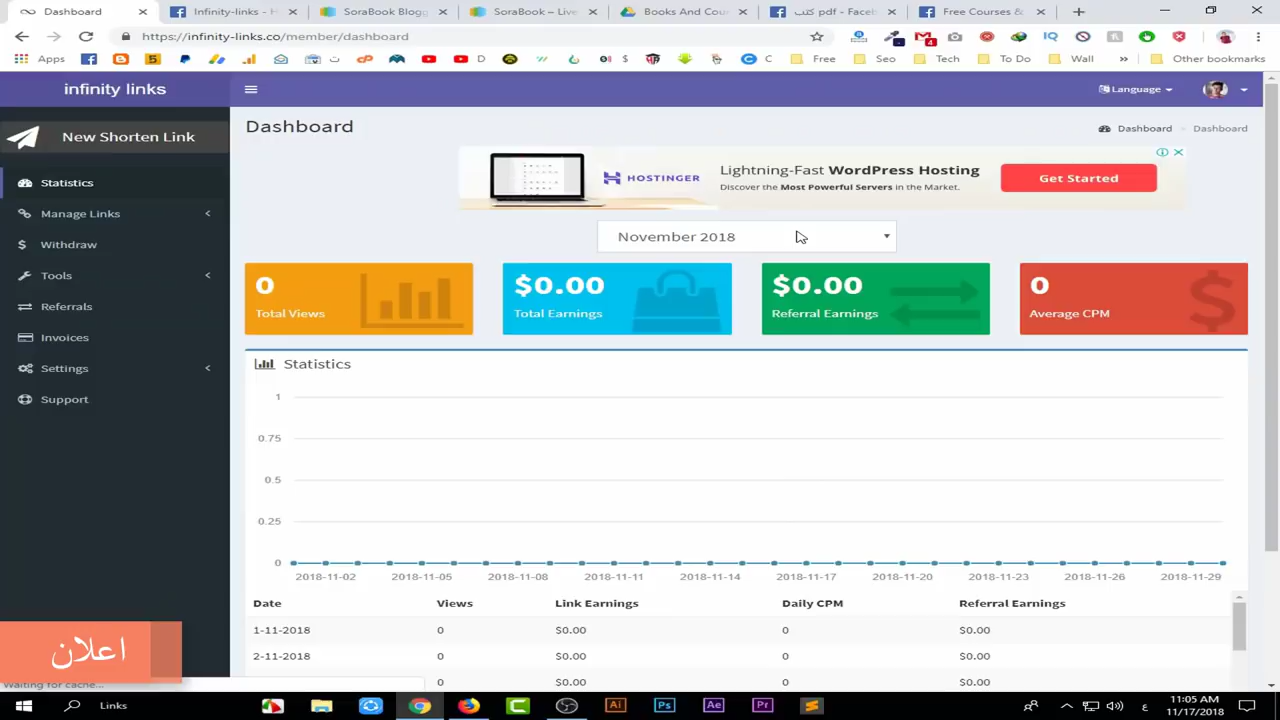 Dashboard
Infinity-links - H
SoraBook Blogg
SoraBook – Live
Books And Cou
كتب pdf - Faceb
Free Courses &
https://infinity-links.co/member/dashboard
4
Apps
5
$
D
IQ
C
Free
Seo
Tech
To Do
Wall
»
Other bookmarks
infinity links
Language
New Shorten Link
Dashboard
Dashboard
Dashboard
Statistics
Manage Links
Withdraw
Tools
Referrals
Invoices
Settings
Support
HOSTINGER
Lightning-Fast WordPress Hosting
Discover the Most Powerful Servers in the Market.
Get Started
November 2018
0
Total Views
$0.00
Total Earnings
$0.00
Referral Earnings
0
Average CPM
Statistics
1
0.75
0.5
0.25
0
2018-11-02 2018-11-05 2018-11-08 2018-11-11 2018-11-14 2018-11-17 2018-11-20 2018-11-23 2018-11-26 2018-11-29
Date Views Link Earnings Daily CPM Referral Earnings
1-11-2018 0 $0.00 0 $0.00
2-11-2018 0 $0.00 0 $0.00
0 $0.00 0 $0.00
اعلان
Waiting for cache...
Links
Ai
Ps
Ae
Pr
ع
11:05 AM
11/17/2018